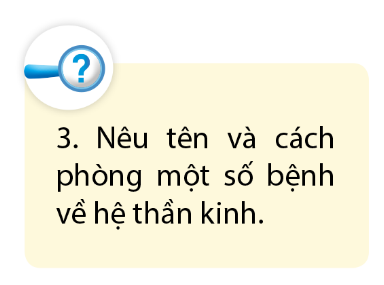 ?
3. Nêu tên và cách
phòng một số bệnh
về hệ thần kinh.